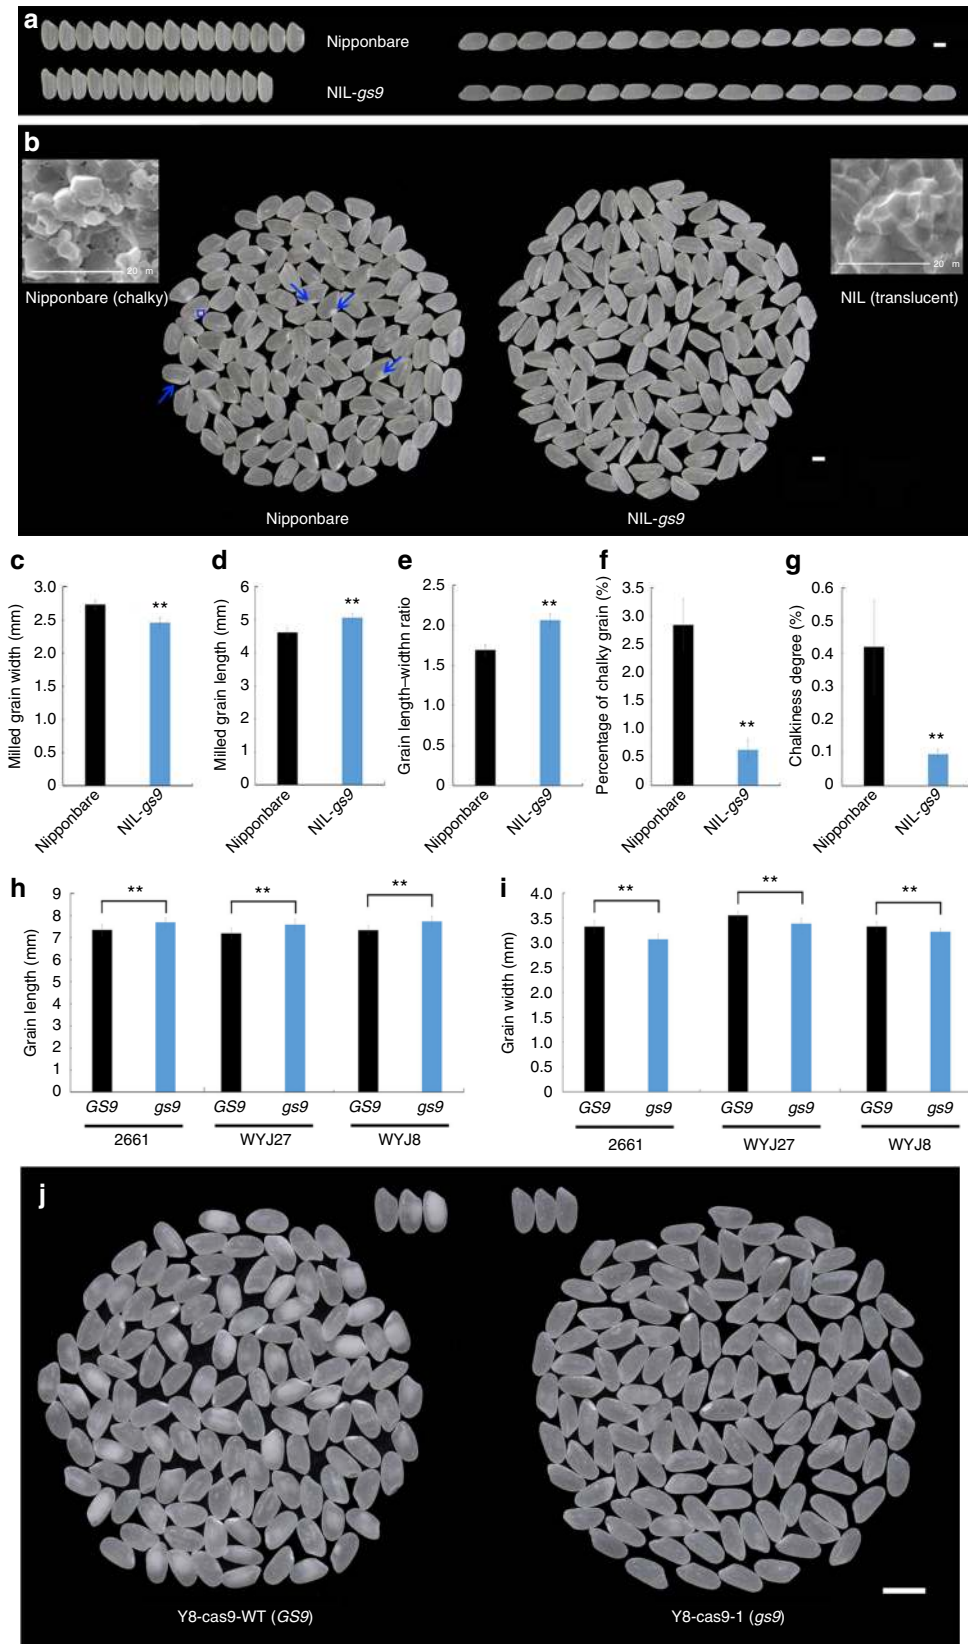 a
Nipponbare
NIL-gs9
b
20 m
20 m
Nipponbare (chalky)
NIL (translucent)
Nipponbare
NIL-gs9
c
Milled grain width (mm)
3.0
2.5
2.0
1.5
1.0
0.5
0
**
Nipponbare
NIL-gs9
d
Milled grain length (mm)
6
5
4
3
2
1
0
**
Nipponbare
NIL-gs9
e
Grain length–widthn ratio
2.5
2.0
1.5
1.0
0.5
0
**
Nipponbare
NIL-gs9
f
Percentage of chalky grain (%)
3.5
3.0
2.5
2.0
1.5
1.0
0.5
0
**
Nipponbare
NIL-gs9
g
Chalkiness degree (%)
0.6
0.5
0.4
0.3
0.2
0.1
0
**
Nipponbare
NIL-gs9
h
Grain length (mm)
9
8
7
6
5
4
3
2
1
0
**
**
**
GS9
gs9
GS9
gs9
GS9
gs9
2661
WYJ27
WYJ8
i
Grain width (mm)
4.0
3.5
3.0
2.5
2.0
1.5
1.0
0.5
0
**
**
**
GS9
gs9
GS9
gs9
GS9
gs9
2661
WYJ27
WYJ8
j
Y8-cas9-WT (GS9)
Y8-cas9-1 (gs9)